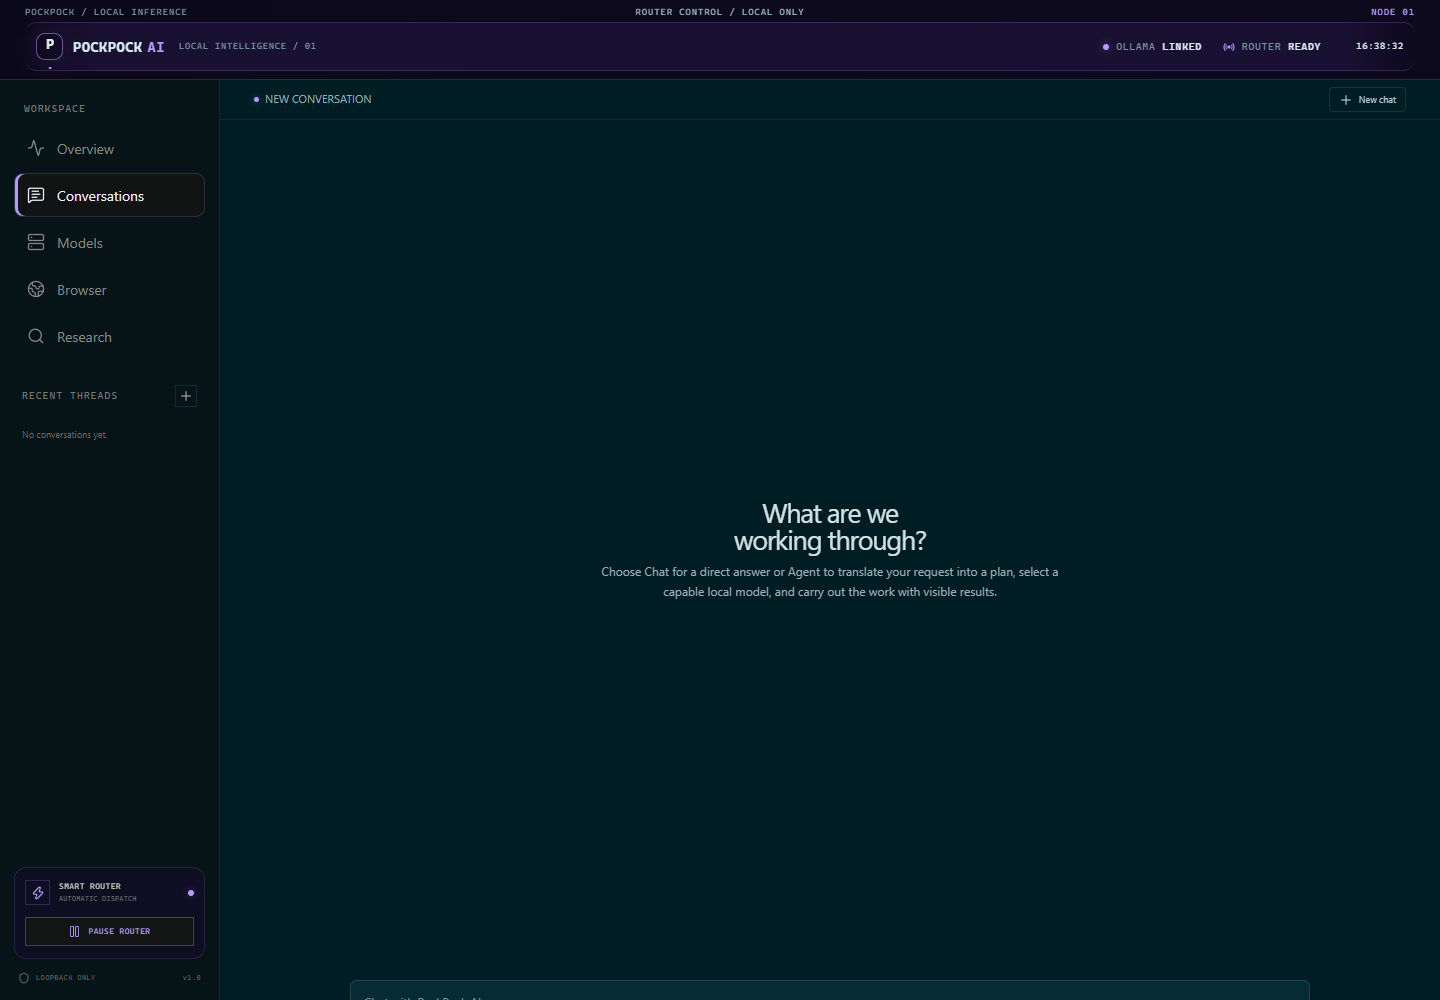 POCKPOCK / LOCAL INFERENCE
ROUTER CONTROL / LOCAL ONLY
NODE 01
P
POCKPOCK AI
LOCAL INTELLIGENCE / 01
OLLAMA LINKED
ROUTER READY
16:38:32
WORKSPACE
Overview
Conversations
Models
Browser
Research
RECENT THREADS
No conversations yet.
SMART ROUTER
AUTOMATIC DISPATCH
PAUSE ROUTER
LOOPBACK ONLY
v1.0
NEW CONVERSATION
New chat
What are we
working through?
Choose Chat for a direct answer or Agent to translate your request into a plan, select a
capable local model, and carry out the work with visible results.